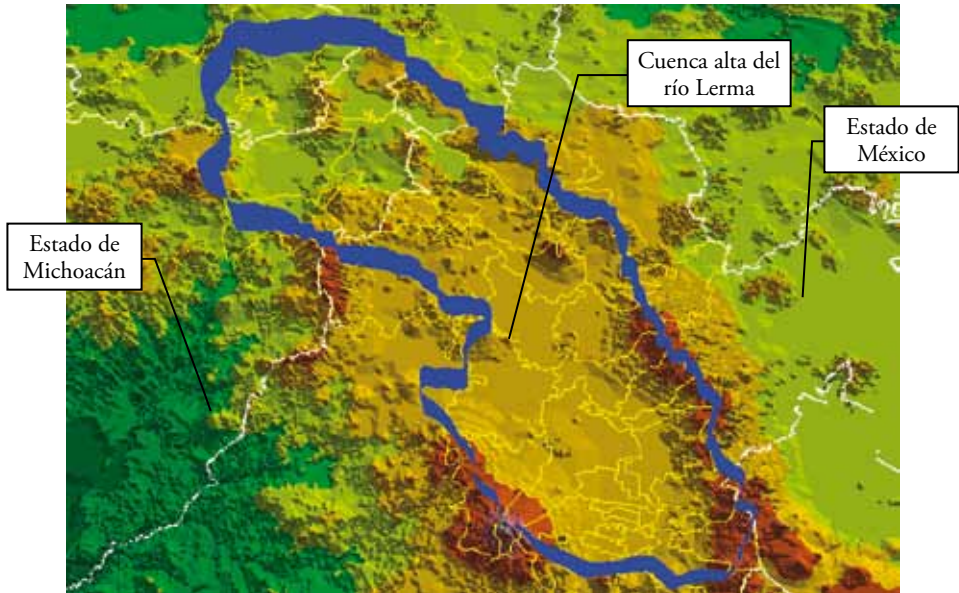 Cuenca alta del
río Lerma
Estado de
México
Estado de
Michoacán